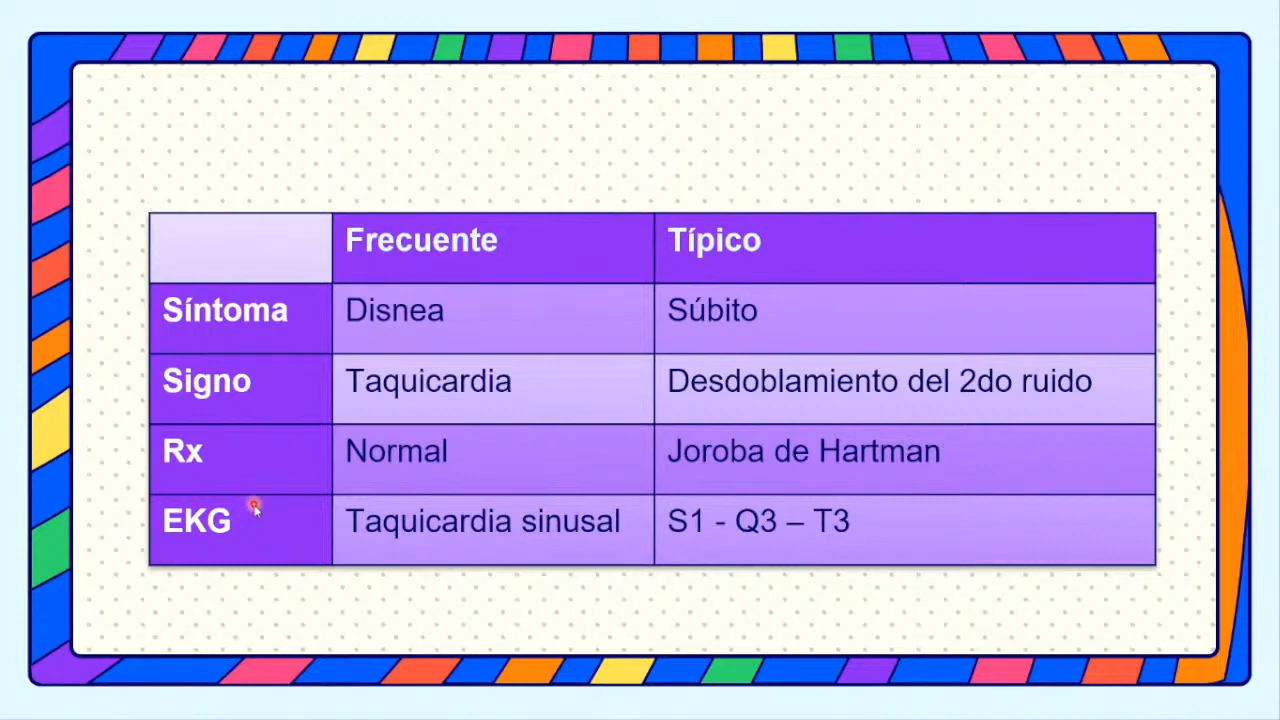 Frecuente Típico
Síntoma Disnea Súbito
Signo Taquicardia Desdoblamiento del 2do ruido
Rx Normal Joroba de Hartman
EKG Taquicardia sinusal S1 - Q3 – T3